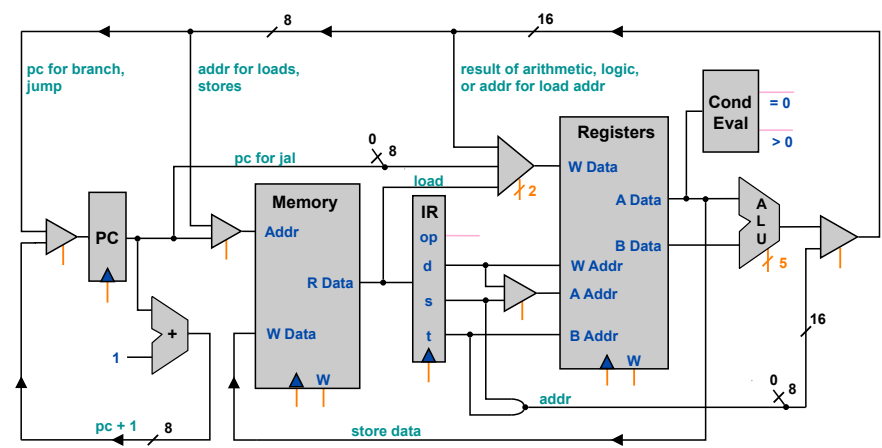 8
16
pc for branch,
jump
addr for loads,
stores
result of arithmetic, logic,
or addr for load addr
Cond
Eval
= 0
> 0
0
8
pc for jal
Registers
W Data
2
load
Memory
IR
A Data
A
L
U
PC
Addr
op
B Data
5
R Data
d
W Addr
s
A Addr
+
1
W Data
t
B Addr
16
W
W
0
8
addr
pc + 1
8
store data